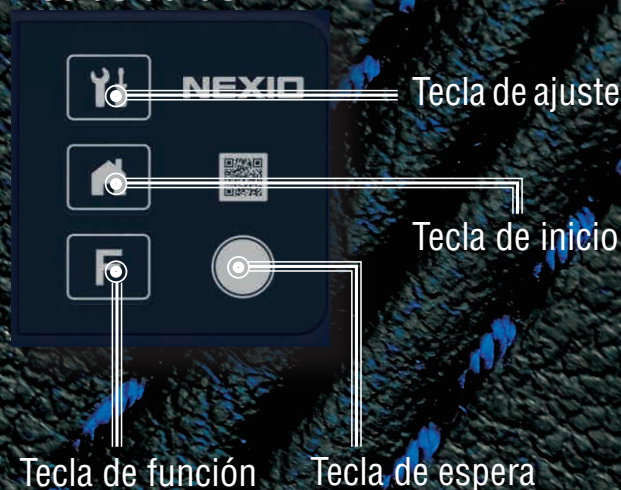 NEXIO
Tecla de ajuste
Tecla de inicio
F
Tecla de función
Tecla de espera